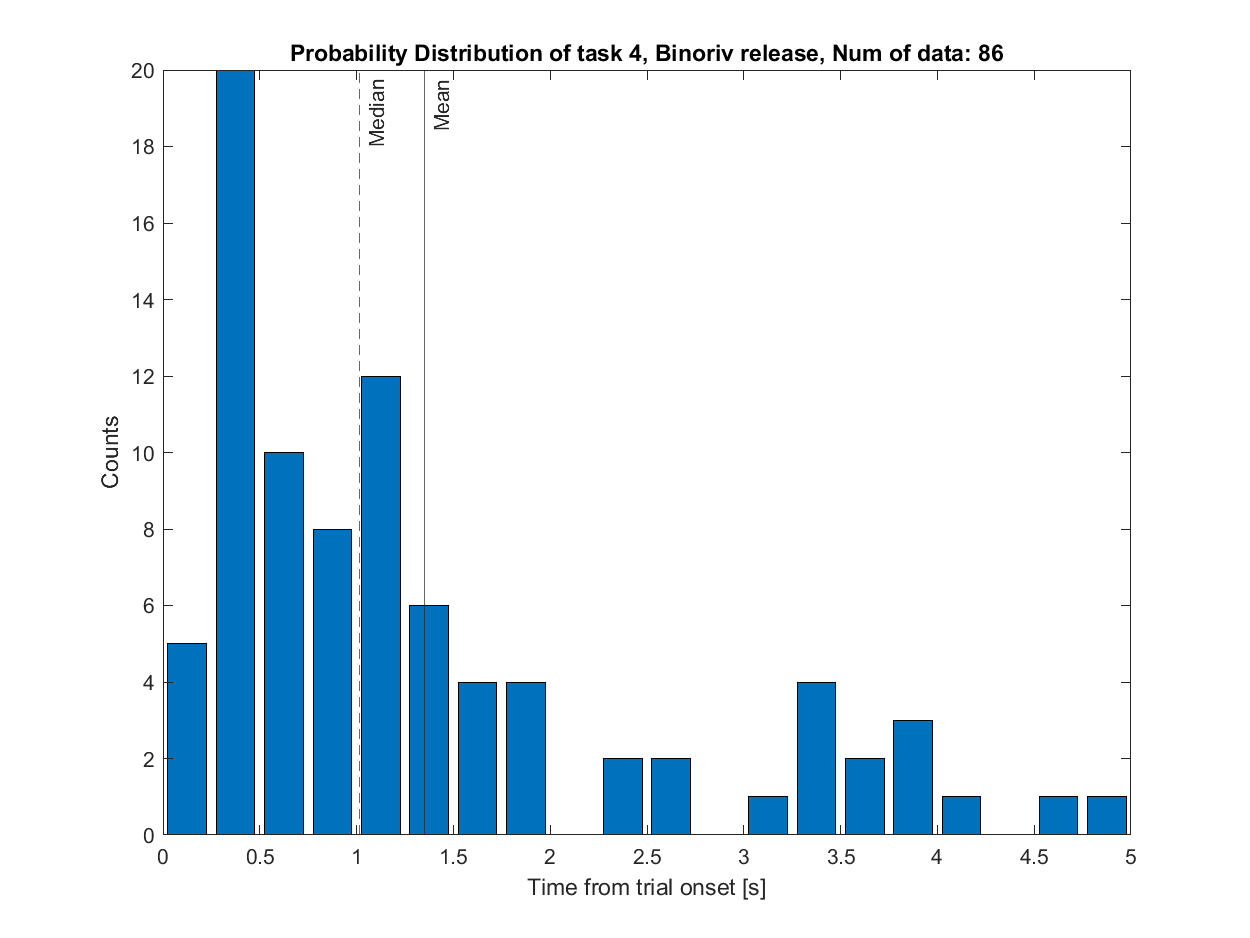 Probability Distribution of task 4, Binoriv release, Num of data: 86
20
18
16
14
12
10
8
6
4
2
0
Counts
Median
Mean
0 0.5 1 1.5 2 2.5 3 3.5 4 4.5 5
Time from trial onset [s]